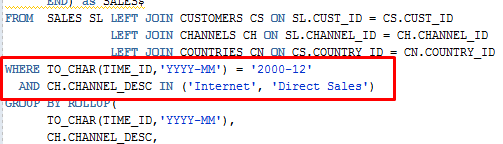 END) as SALES$
FROM SALES SL LEFT JOIN CUSTOMERS CS ON SL.CUST_ID = CS.CUST_ID
LEFT JOIN CHANNELS CH ON SL.CHANNEL_ID = CH.CHANNEL_ID
LEFT JOIN COUNTRIES CN ON CS.COUNTRY_ID = CN.COUNTRY_ID
WHERE TO_CHAR(TIME_ID,'YYYY-MM') = '2000-12'
AND CH.CHANNEL_DESC IN ('Internet', 'Direct Sales')
GROUP BY ROLLUP(
TO_CHAR(TIME_ID,'YYYY-MM'),
CH.CHANNEL_DESC,